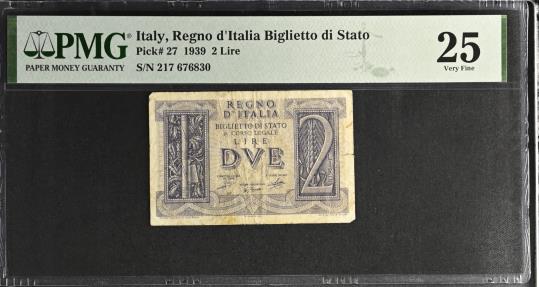 PMG
PAPER MONEY GUARANTY
Italy, Regno d'Italia Biglietto di Stato
Pick# 27 1939 2 Lire
S/N 217 676830
25
Very Fine
REGNO
D'ITALIA
BIGLIETTO DI STATO
A CORSO LEGALE
LIRE
DVE
2